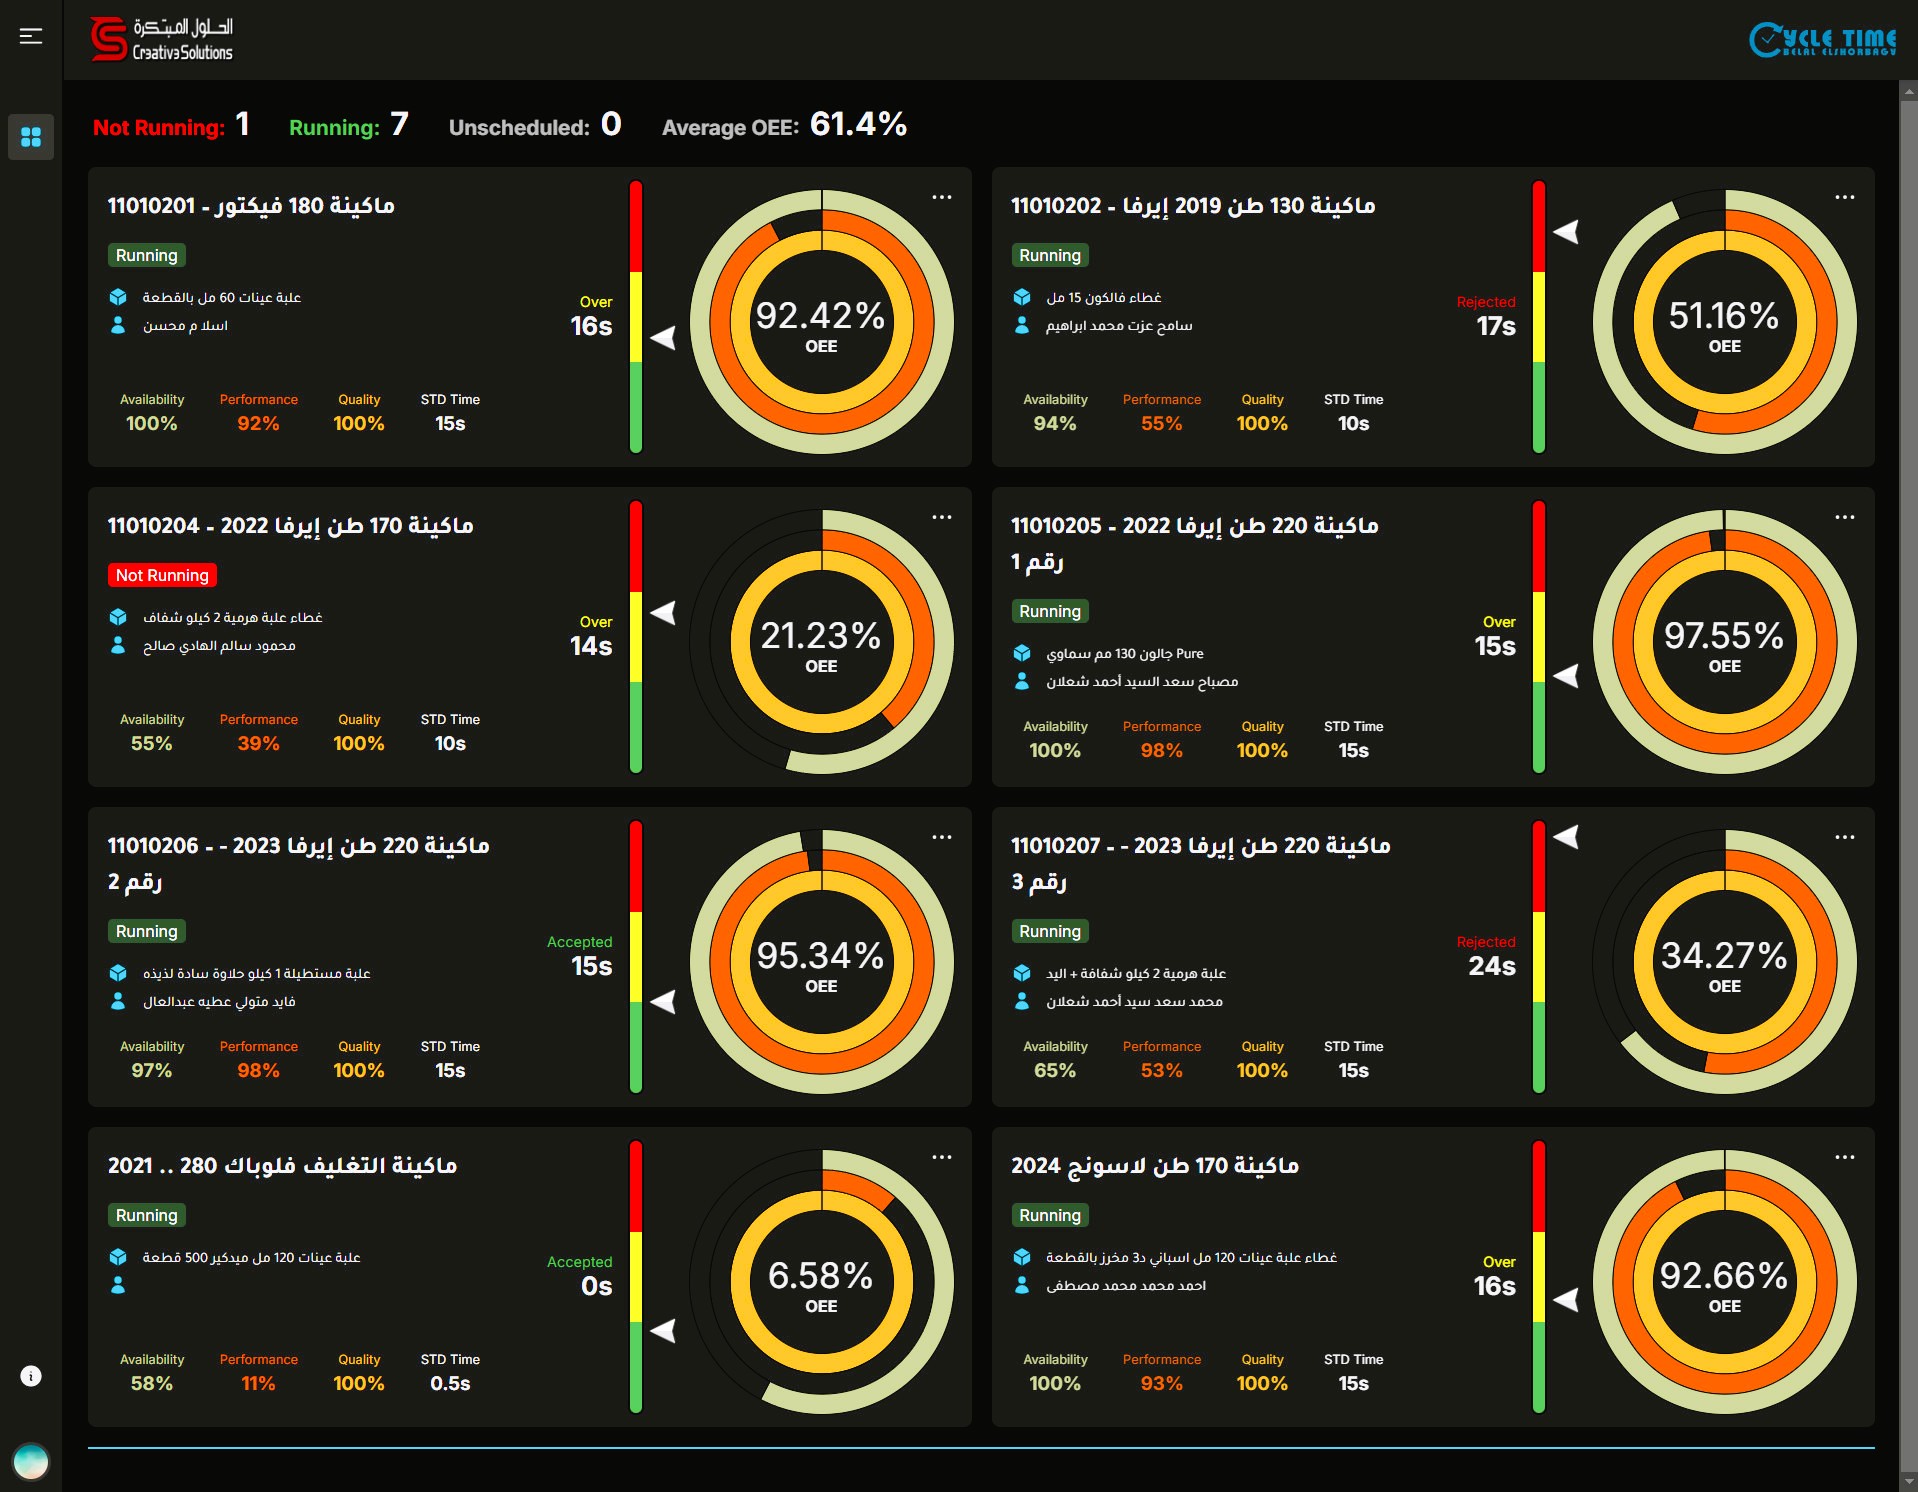 الحلول المبتكرة
Cr3ativ3 Solutions
CYCLE TIME
BELAL ELSHORBAGY
Not Running: 1
Running: 7
Unscheduled: 0
Average OEE: 61.4%
ماكينة 180 فيكتور - 11010201
Running
علبة عينات 60 مل بالقطعة
اسلا م محسن
Over
16s
Availability
100%
Performance
92%
Quality
100%
STD Time
15s
92.42%
OEE
...
ماكينة 130 طن 2019 إيرفا - 11010202
Running
غطاء فالكون 15 مل
سامح عزت محمد ابراهيم
Rejected
17s
Availability
94%
Performance
55%
Quality
100%
STD Time
10s
51.16%
OEE
...
ماكينة 170 طن إيرفا 2022 - 11010204
Not Running
غطاء علبة هرمية 2 كيلو شفاف
محمود سالم الهادي صالح
Over
14s
Availability
55%
Performance
39%
Quality
100%
STD Time
10s
21.23%
OEE
...
ماكينة 220 طن إيرفا 2022 - 11010205
رقم 1
Running
جالون 130 مم سماوي Pure
مصباح سعد السيد أحمد شعلان
Over
15s
Availability
100%
Performance
98%
Quality
100%
STD Time
15s
97.55%
OEE
...
ماكينة 220 طن إيرفا 2023 - - 11010206
رقم 2
Running
علبة مستطيلة 1 كيلو حلاوة سادة لذيذه
فايد متولي عطيه عبدالعال
Accepted
15s
Availability
97%
Performance
98%
Quality
100%
STD Time
15s
95.34%
OEE
...
ماكينة 220 طن إيرفا 2023 - - 11010207
رقم 3
Running
علبة هرمية 2 كيلو شفافة + اليد
محمد سعد سيد أحمد شعلان
Rejected
24s
Availability
65%
Performance
53%
Quality
100%
STD Time
15s
34.27%
OEE
...
ماكينة التغليف فلوباك 280 .. 2021
Running
علبة عينات 120 مل ميدكير 500 قطعة
Accepted
0s
Availability
58%
Performance
11%
Quality
100%
STD Time
0.5s
6.58%
OEE
...
ماكينة 170 طن لاسونج 2024
Running
غطاء علبة عينات 120 مل اسباني د3 مخرز بالقطعة
احمد محمد محمد مصطفى
Over
16s
Availability
100%
Performance
93%
Quality
100%
STD Time
15s
92.66%
OEE
...